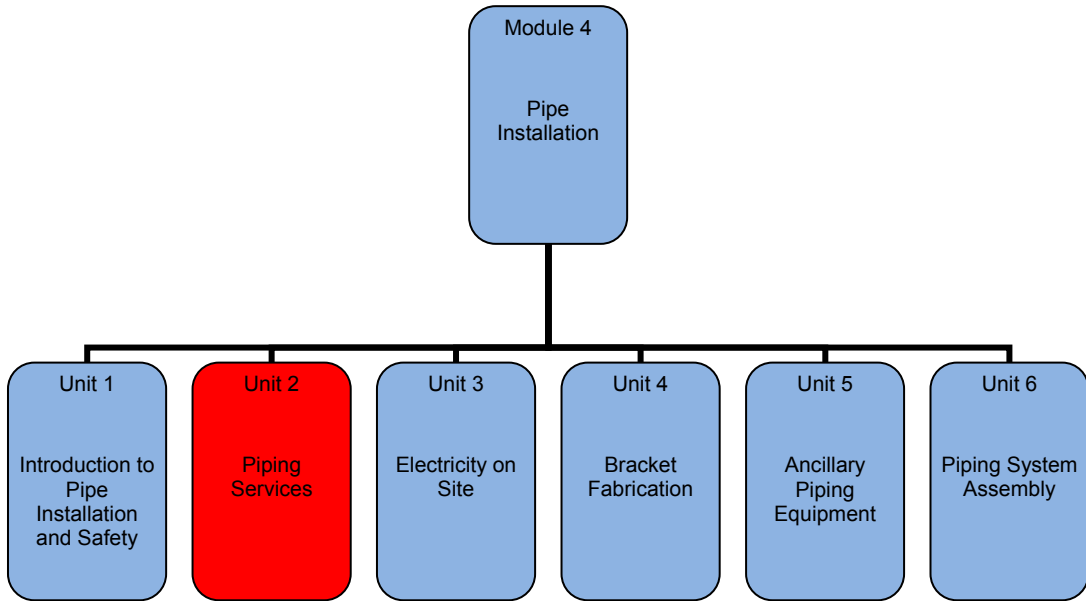 Module 4
Pipe
Installation
Unit 1
Introduction to
Pipe
Installation
and Safety
Unit 2
Piping
Services
Unit 3
Electricity on
Site
Unit 4
Bracket
Fabrication
Unit 5
Ancillary
Piping
Equipment
Unit 6
Piping System
Assembly